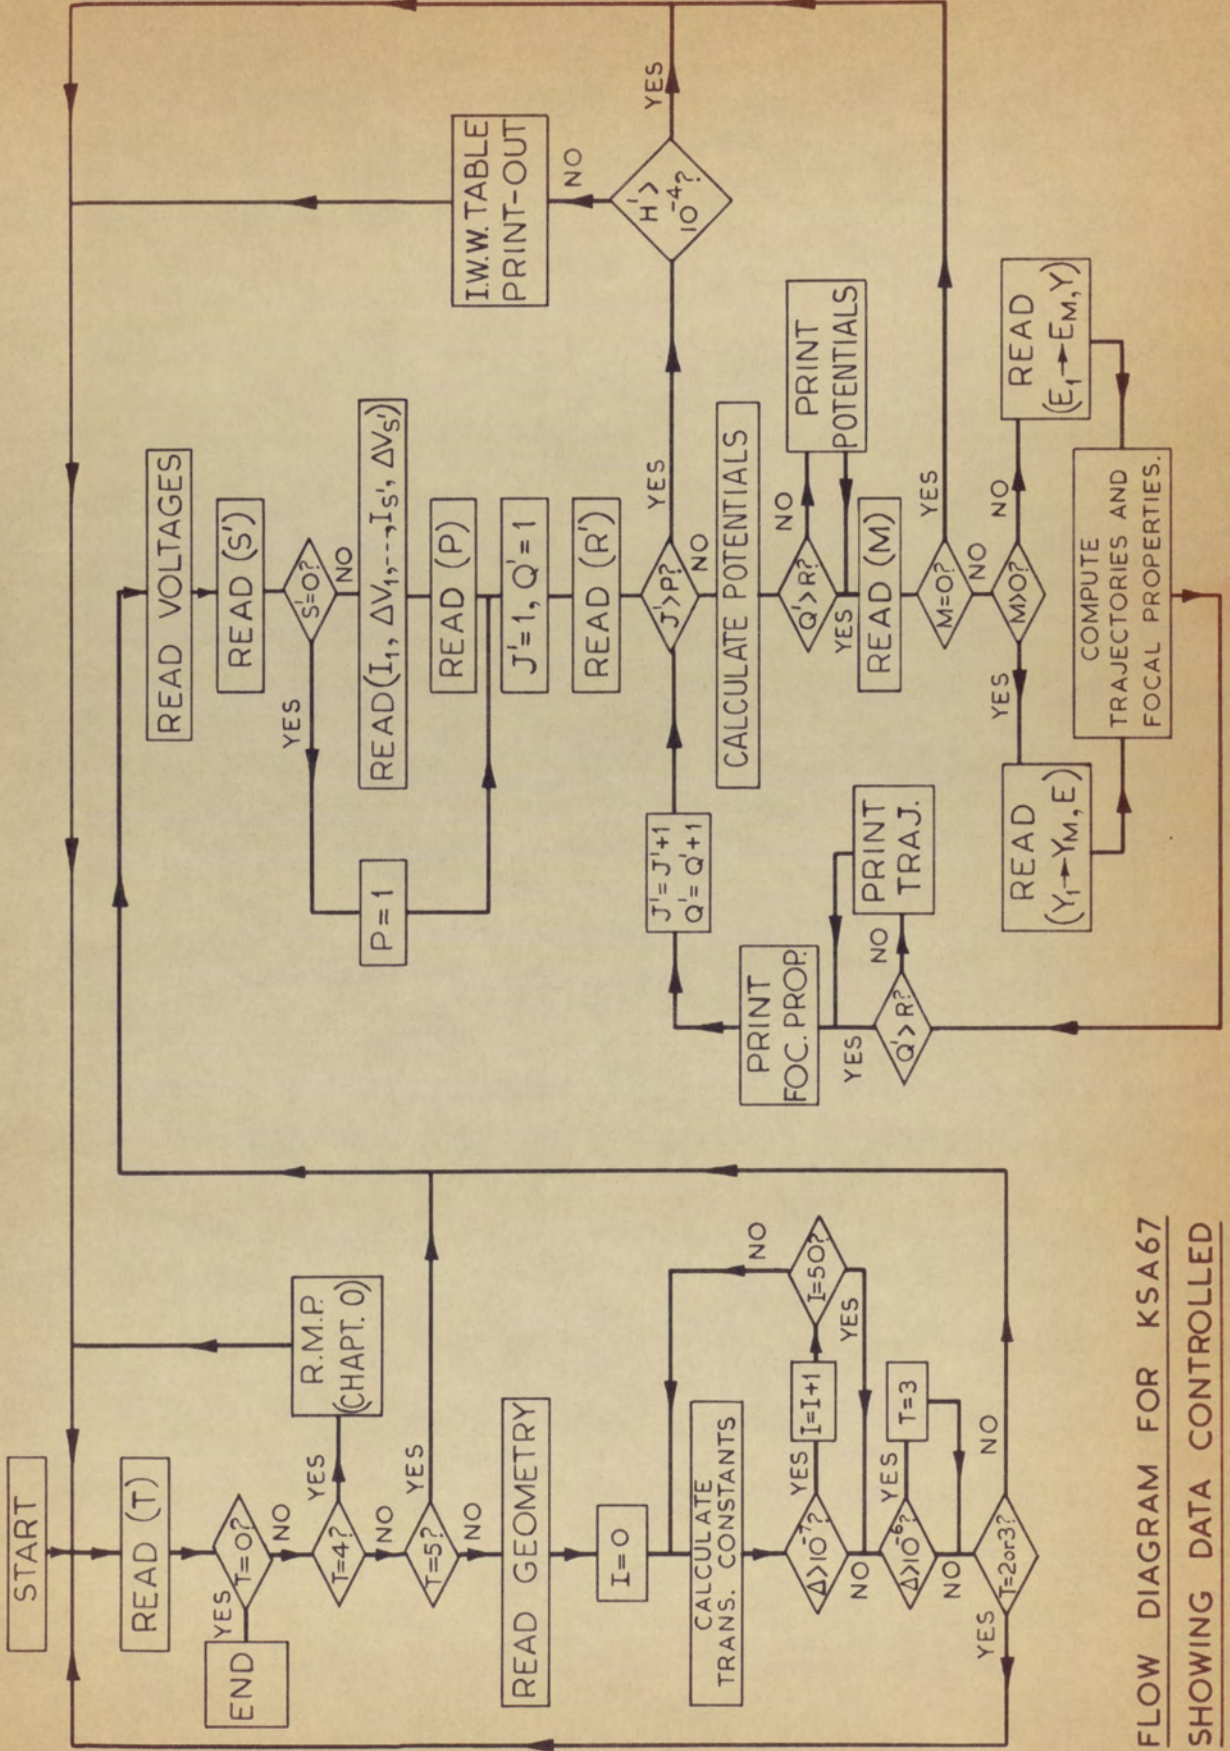 START
READ (T)
T=0?
YES
END
NO
T=4?
YES
R.M.P.
(CHAPT. 0)
NO
T=5?
YES
NO
READ GEOMETRY
I=0
CALCULATE
TRANS. CONSTANTS
Δ>10⁻⁷?
YES
I=I+1
I=50?
NO
YES
NO
Δ>10⁻⁶?
YES
T=3
NO
T=2or3?
YES
NO
READ VOLTAGES
READ (S')
S'=0?
YES
P=1
NO
READ(I₁, ΔV₁,---,I_S', ΔV_S')
READ (P)
J'=1, Q'=1
READ (R')
J'>P?
YES
H'>
10⁻⁴?
YES
NO
I.W.W. TABLE
PRINT-OUT
NO
CALCULATE POTENTIALS
Q'>R?
NO
PRINT
POTENTIALS
YES
READ (M)
M=0?
YES
NO
M>0?
YES
NO
READ
(Y₁→Y_M, E)
READ
(E₁→E_M, Y)
COMPUTE
TRAJECTORIES AND
FOCAL PROPERTIES.
Q'>R?
NO
PRINT
TRAJ.
YES
PRINT
FOC. PROP.
J'=J'+1
Q'=Q'+1
FLOW DIAGRAM FOR KSA67
SHOWING DATA CONTROLLED